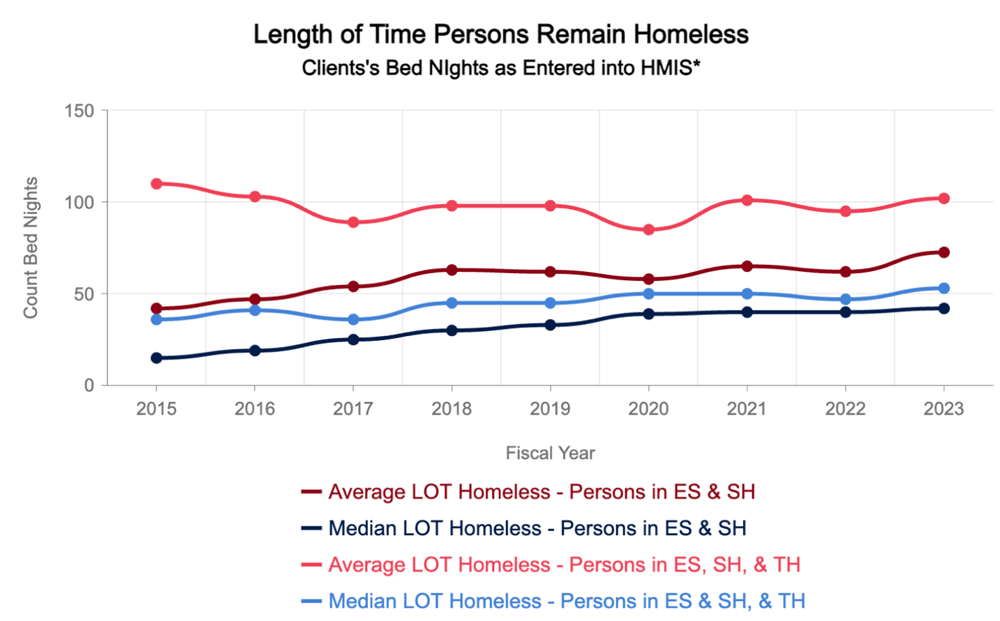 Length of Time Persons Remain Homeless
Clients's Bed NIghts as Entered into HMIS*
150
100
50
0
Count Bed Nights
2015 2016 2017 2018 2019 2020 2021 2022 2023
Fiscal Year
Average LOT Homeless - Persons in ES & SH
Median LOT Homeless - Persons in ES & SH
Average LOT Homeless - Persons in ES, SH, & TH
Median LOT Homeless - Persons in ES & SH, & TH